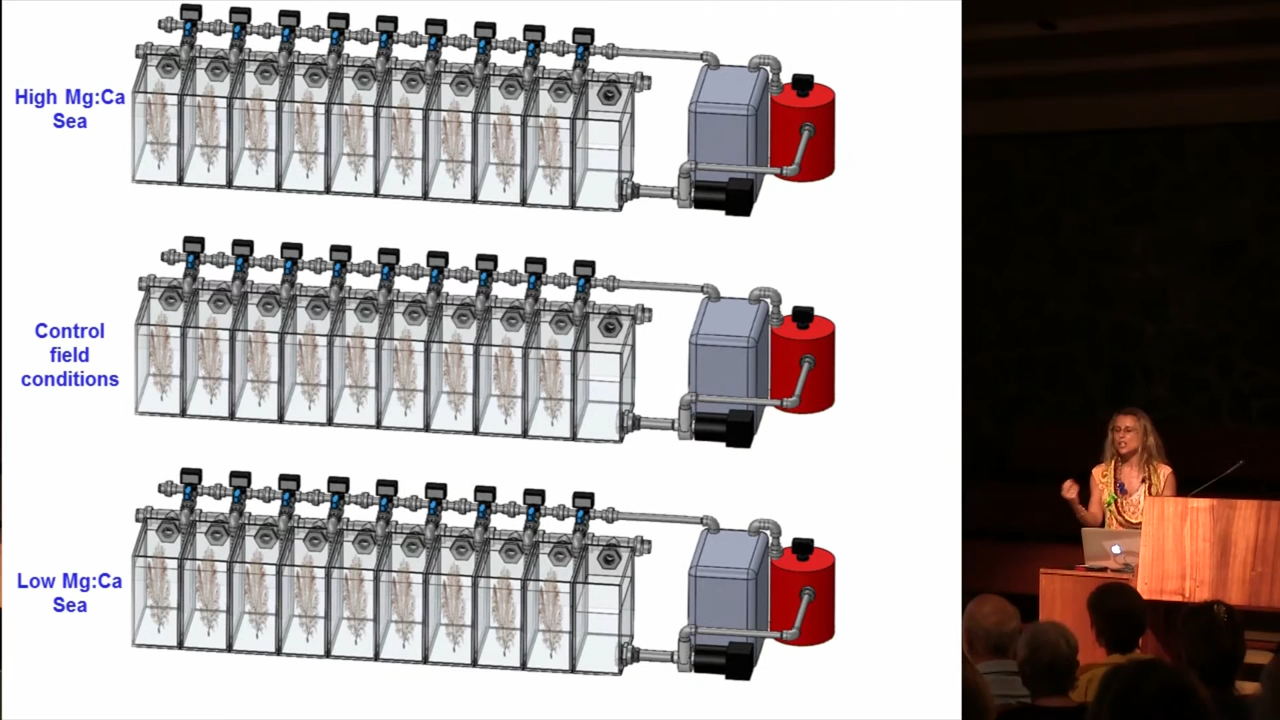 High Mg:Ca
Sea
Control
field
conditions
Low Mg:Ca
Sea